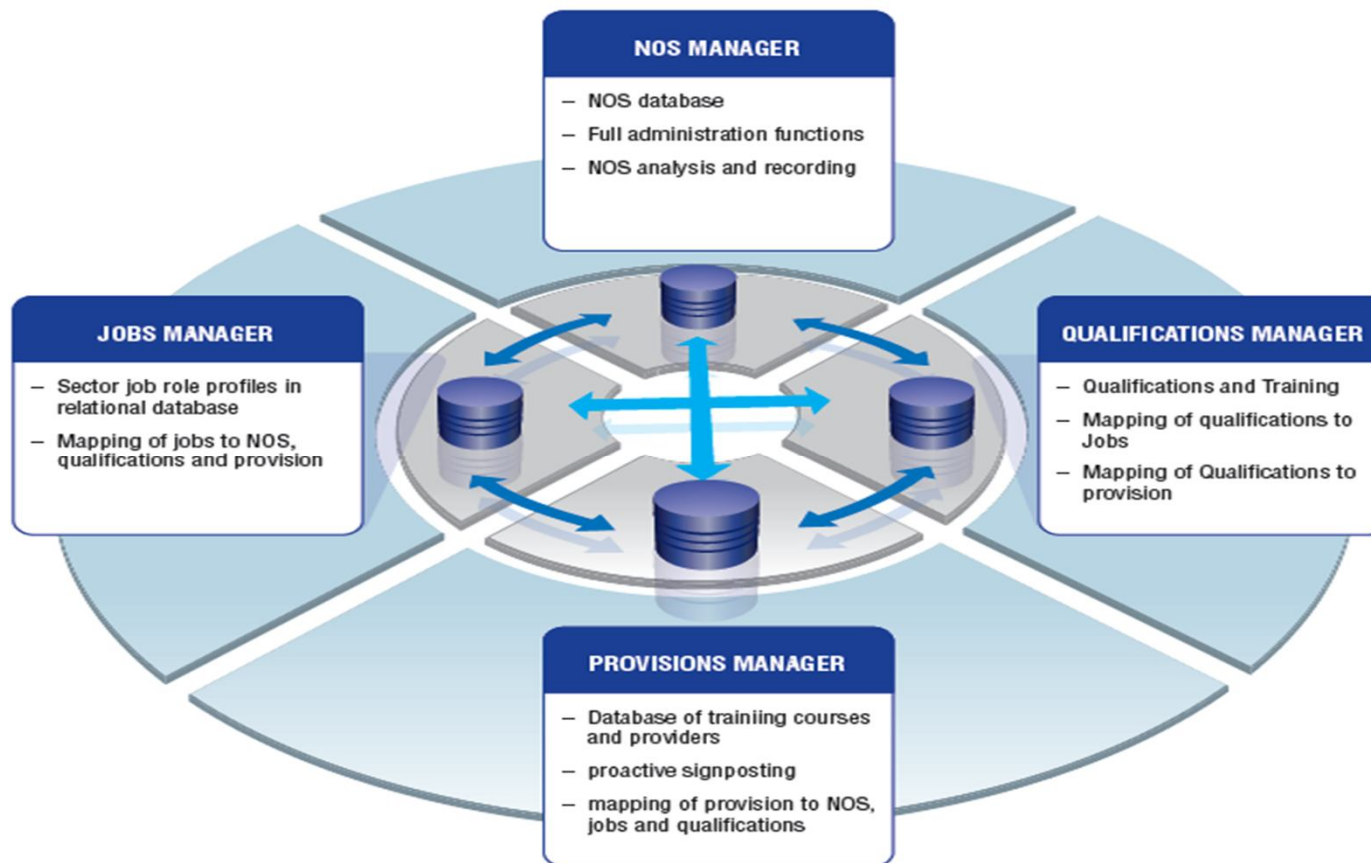 NOS MANAGER
– NOS database
– Full administration functions
– NOS analysis and recording
JOBS MANAGER
– Sector job role profiles in
relational database
– Mapping of jobs to NOS,
qualifications and provision
QUALIFICATIONS MANAGER
– Qualifications and Training
– Mapping of qualifications to
Jobs
– Mapping of Qualifications to
provision
PROVISIONS MANAGER
– Database of trainiing courses
and providers
– proactive signposting
– mapping of provision to NOS,
jobs and qualifications